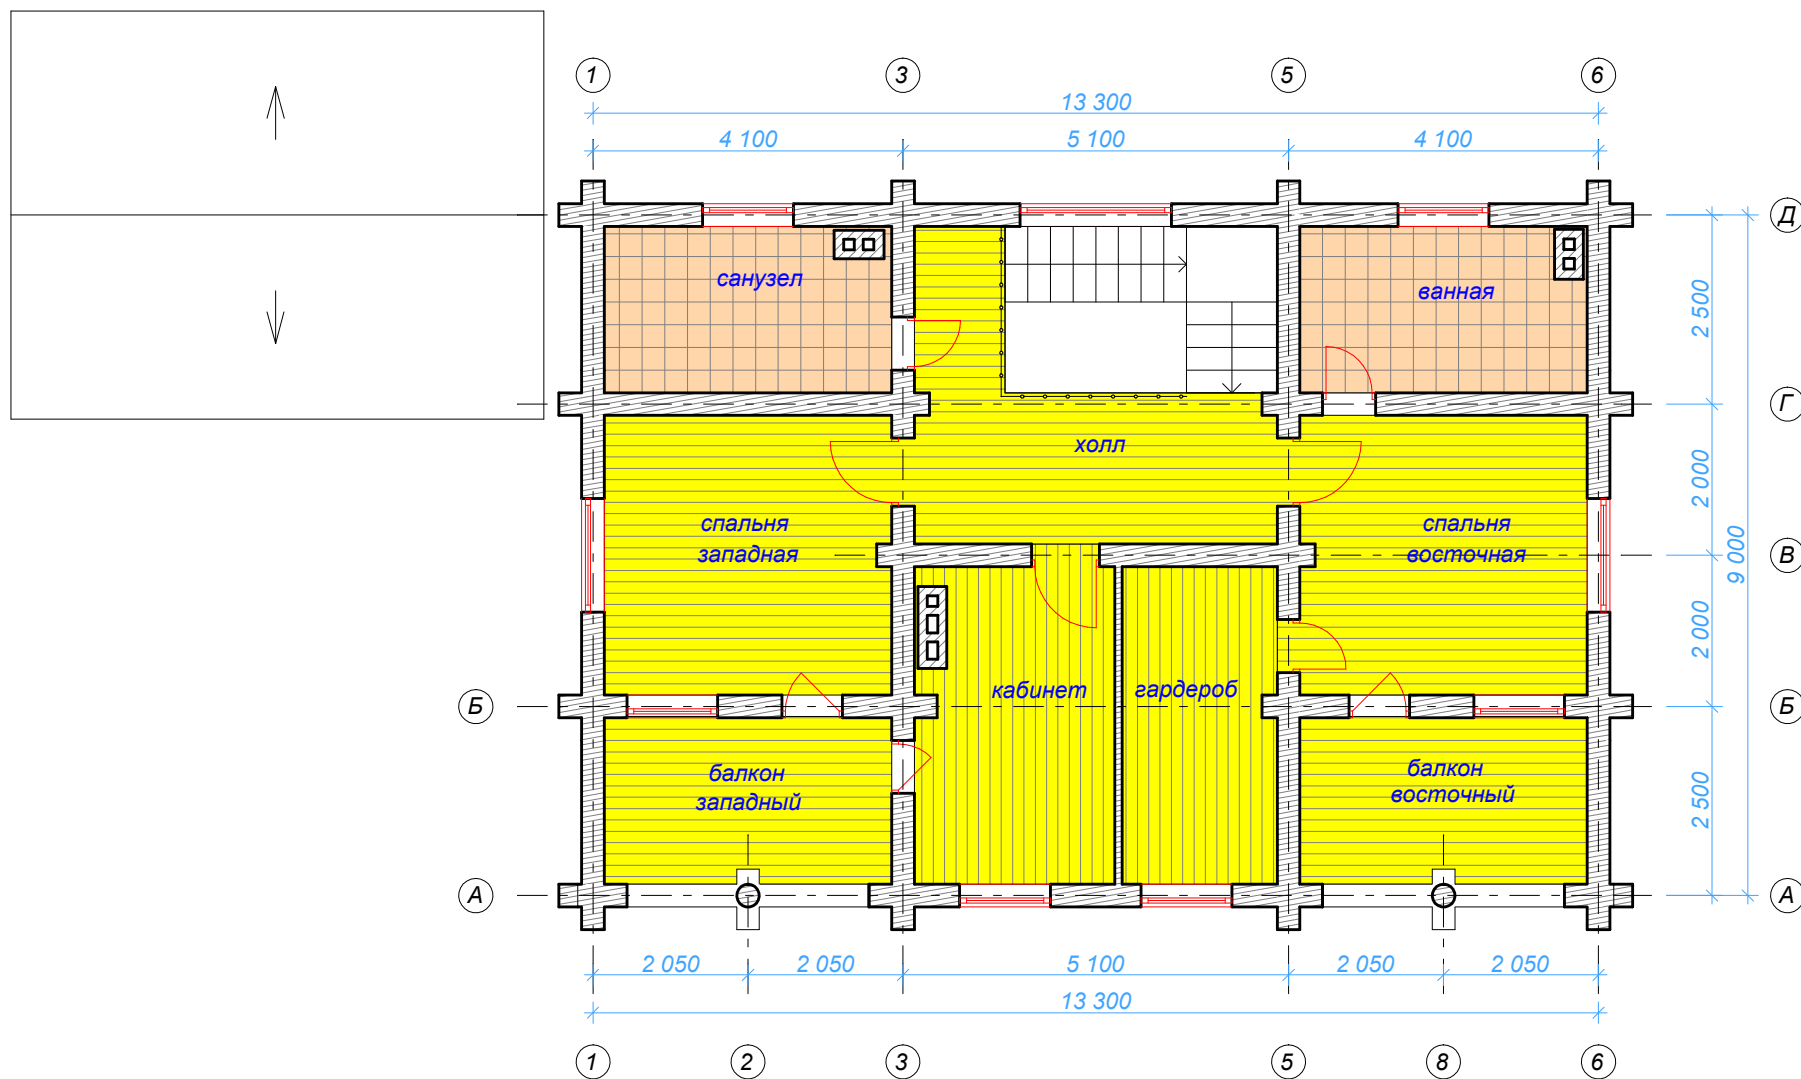 1 3 5 6
13 300
4 100 5 100 4 100
Д
санузел
ванная
2 500
Г
холл
2 000
спальня
западная
спальня
восточная
В
9 000
2 000
кабинет
гардероб
Б
Б
балкон
западный
балкон
восточный
2 500
А
А
2 050 2 050 5 100 2 050 2 050
13 300
1 2 3 5 8 6